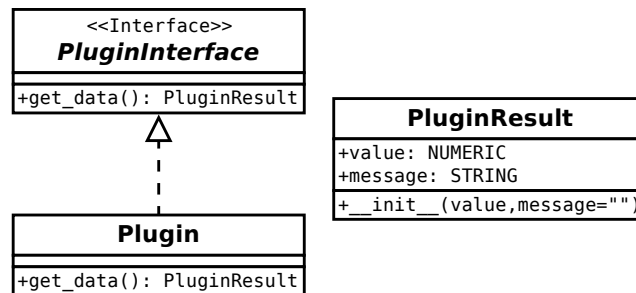 <<Interface>>
PluginInterface
+get_data(): PluginResult
PluginResult
+value: NUMERIC
+message: STRING
+__init__(value,message="")
Plugin
+get_data(): PluginResult